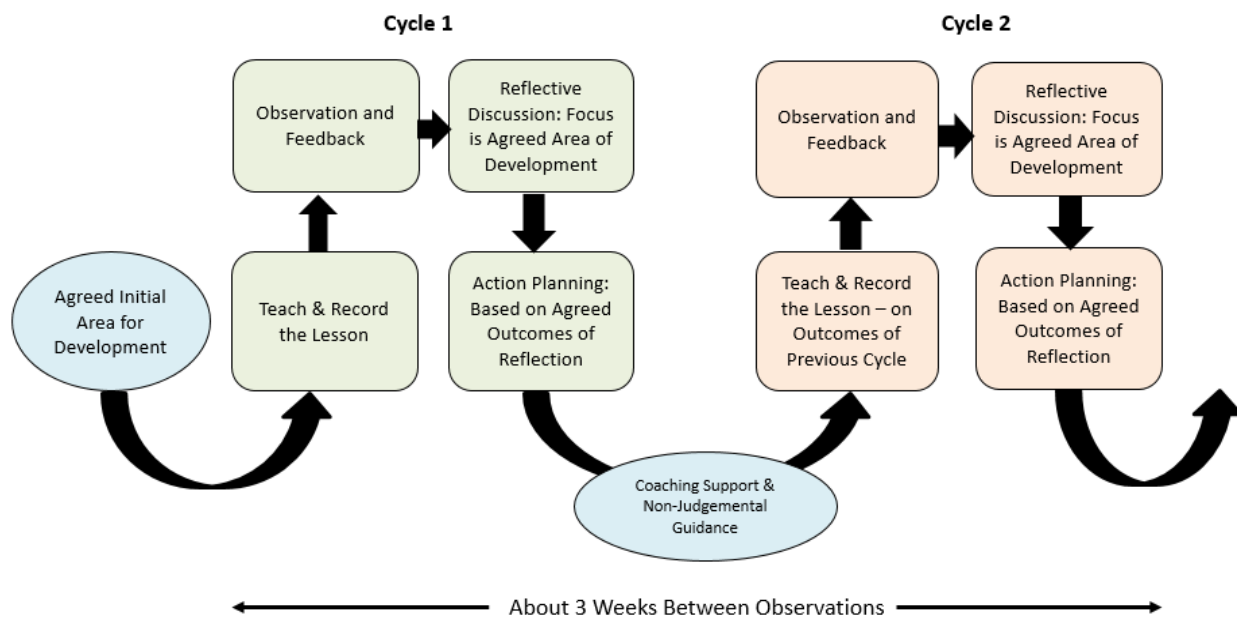 Cycle 1
Cycle 2
Observation and
Feedback
Reflective
Discussion: Focus
is Agreed Area of
Development
Observation and
Feedback
Reflective
Discussion: Focus
is Agreed Area of
Development
Agreed Initial
Area for
Development
Teach & Record
the Lesson
Action Planning:
Based on Agreed
Outcomes of
Reflection
Teach & Record
the Lesson – on
Outcomes of
Previous Cycle
Action Planning:
Based on Agreed
Outcomes of
Reflection
Coaching Support &
Non-Judgemental
Guidance
About 3 Weeks Between Observations